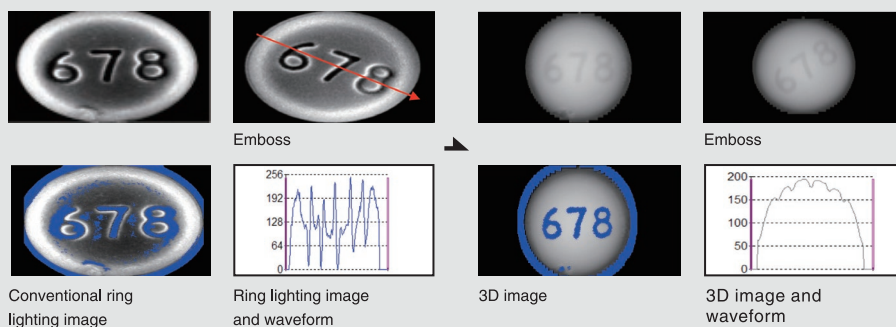 678
678
678
678
Emboss
Emboss
678
256
192
128
64
0
678
200
150
100
50
0
Conventional ring
lighting image
Ring lighting image
and waveform
3D image
3D image and
waveform